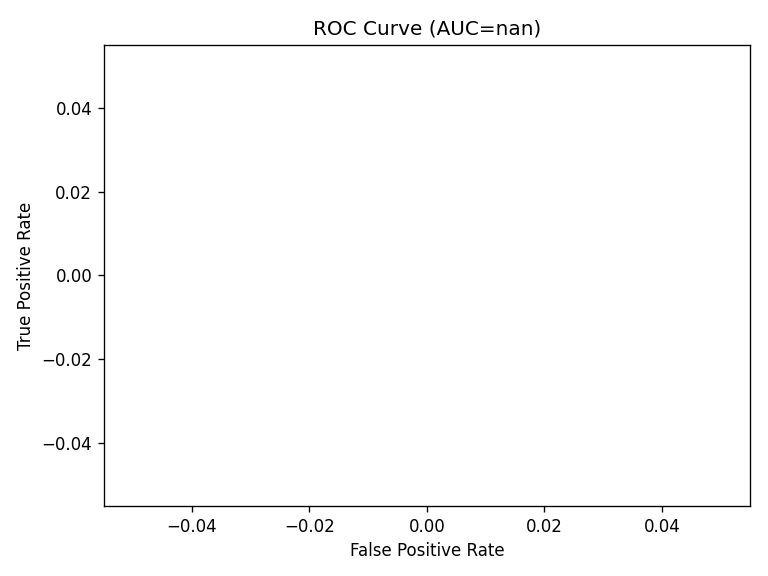 ROC Curve (AUC=nan)
True Positive Rate
0.04
0.02
0.00
−0.02
−0.04
−0.04 −0.02 0.00 0.02 0.04
False Positive Rate